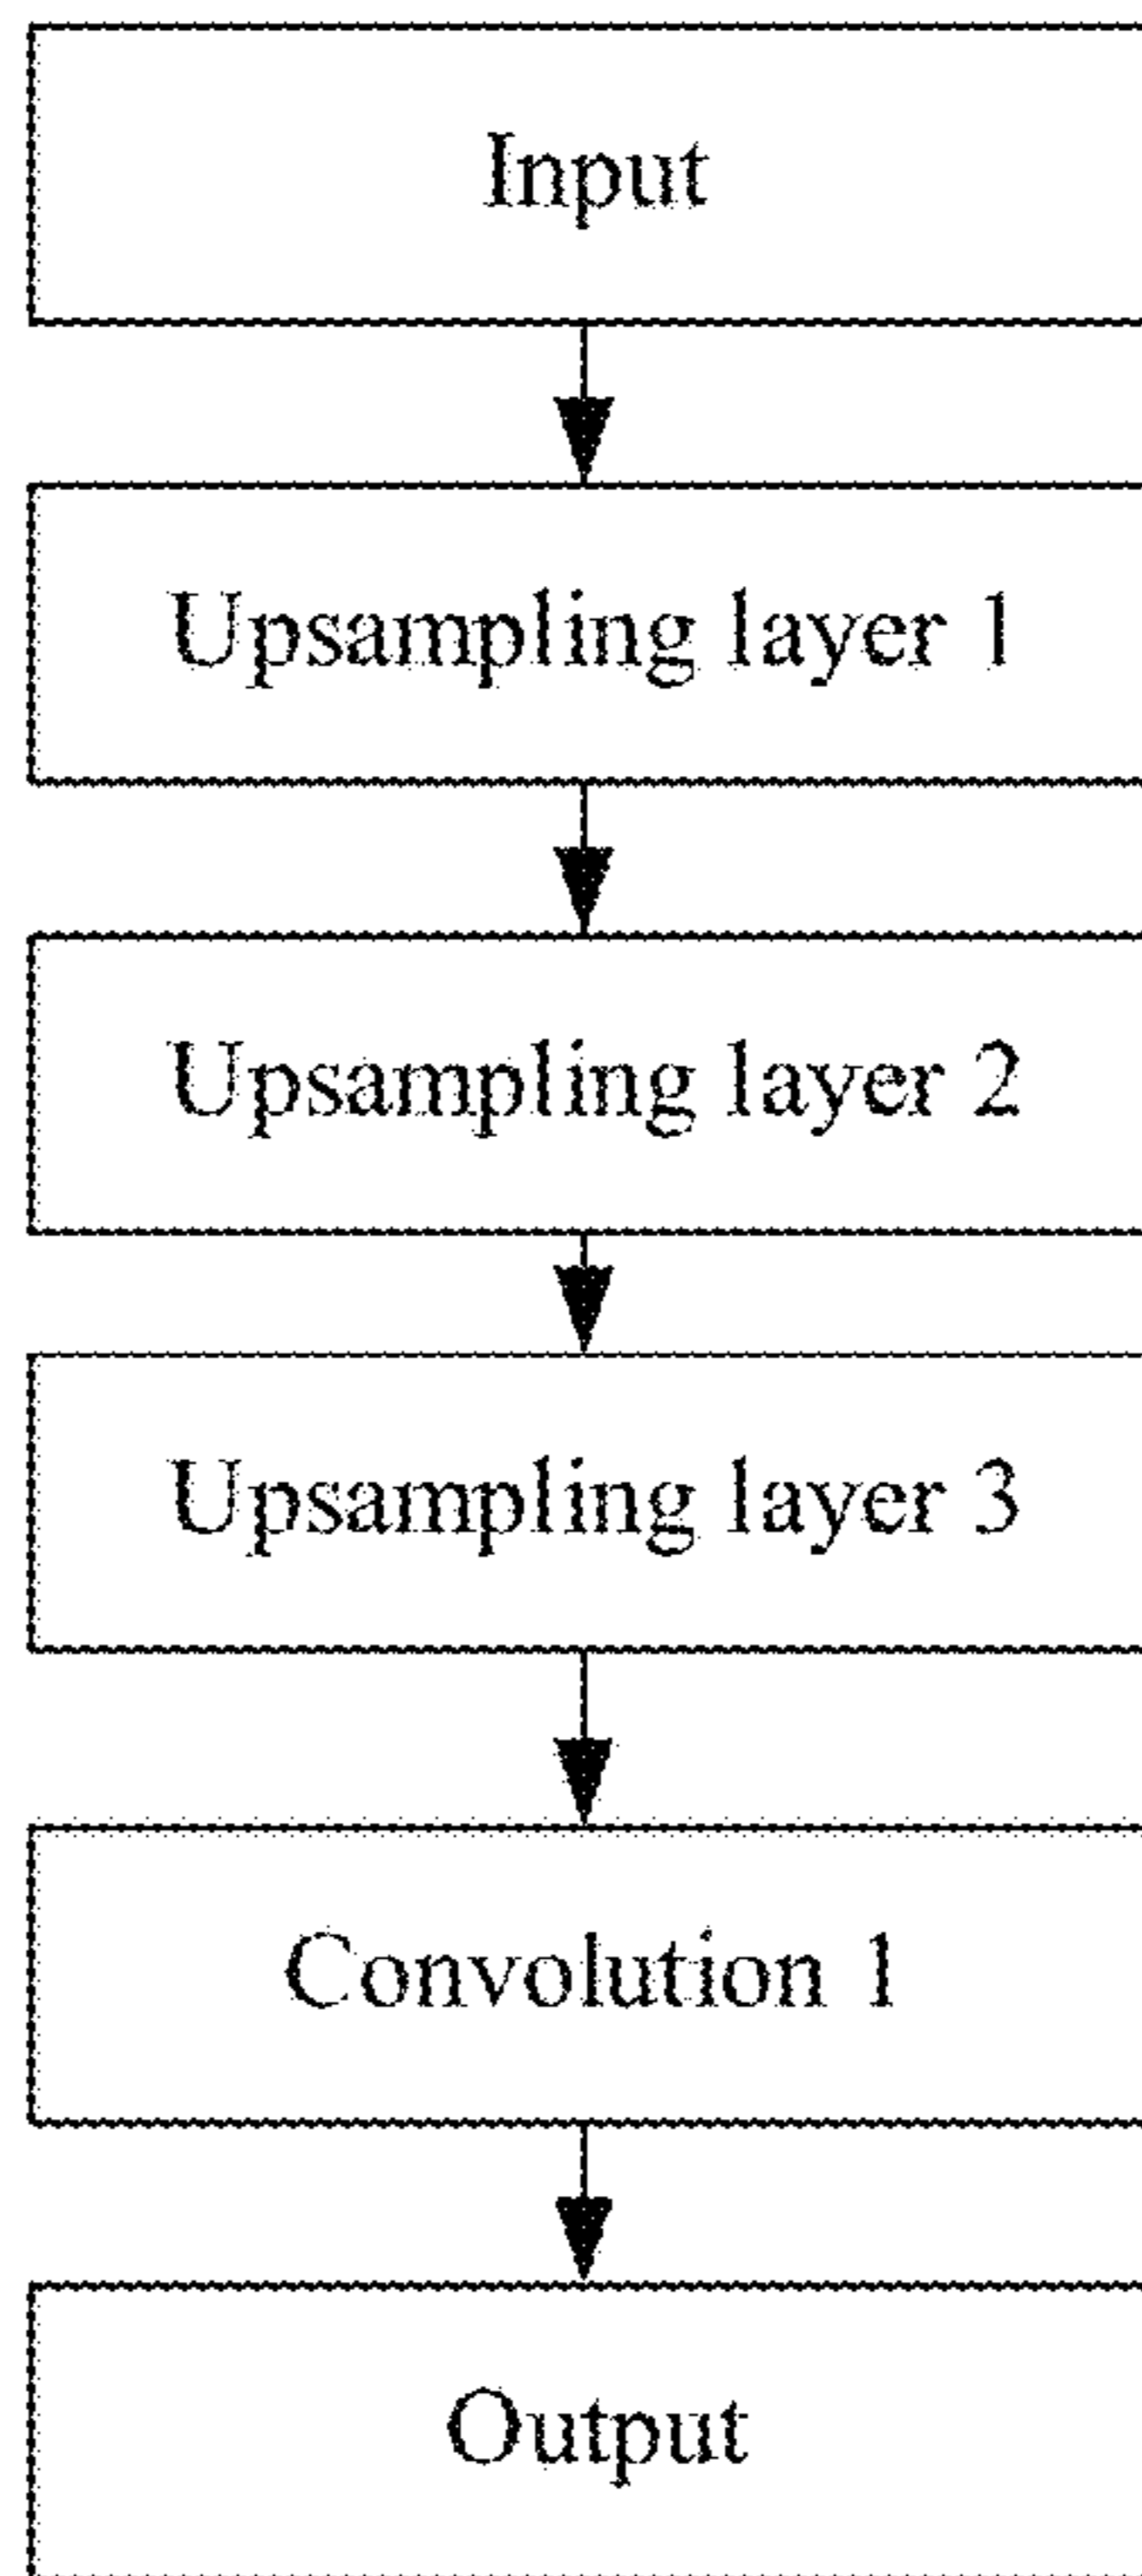 Input
Upsampling layer 1
Upsampling layer 2
Upsampling layer 3
Convolution 1
Output